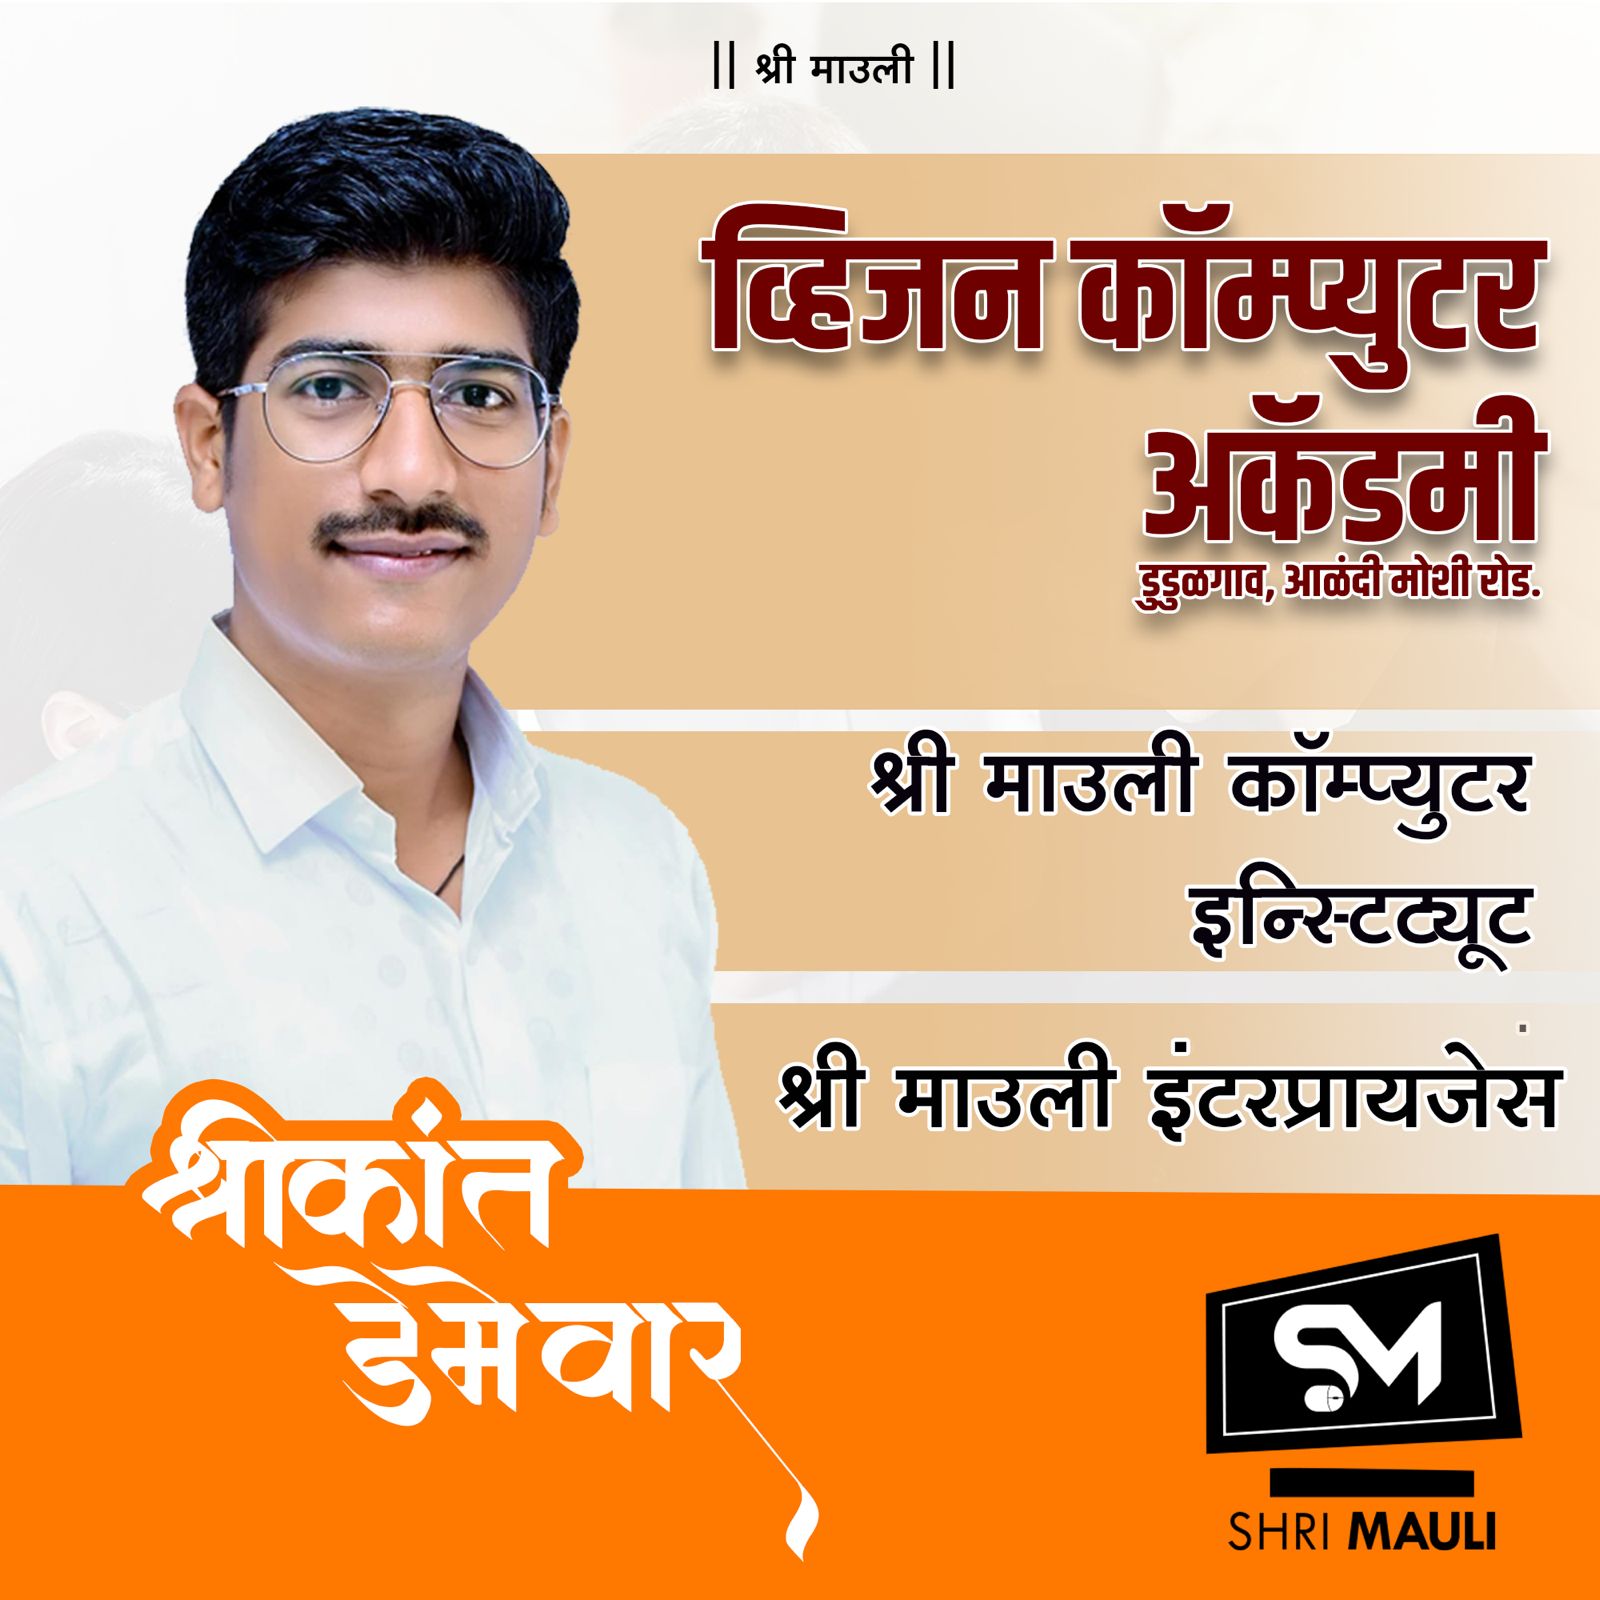 || श्री माउली ||
व्हिजन कॉम्प्युटर
अकॅडमी
डुडुळगाव, आळंदी मोशी रोड.
श्री माउली कॉम्प्युटर
इन्स्टिट्यूट
श्री माउली इंटरप्रायजेसं
श्रीकांत
डेमेवार
SM
SHRI MAULI